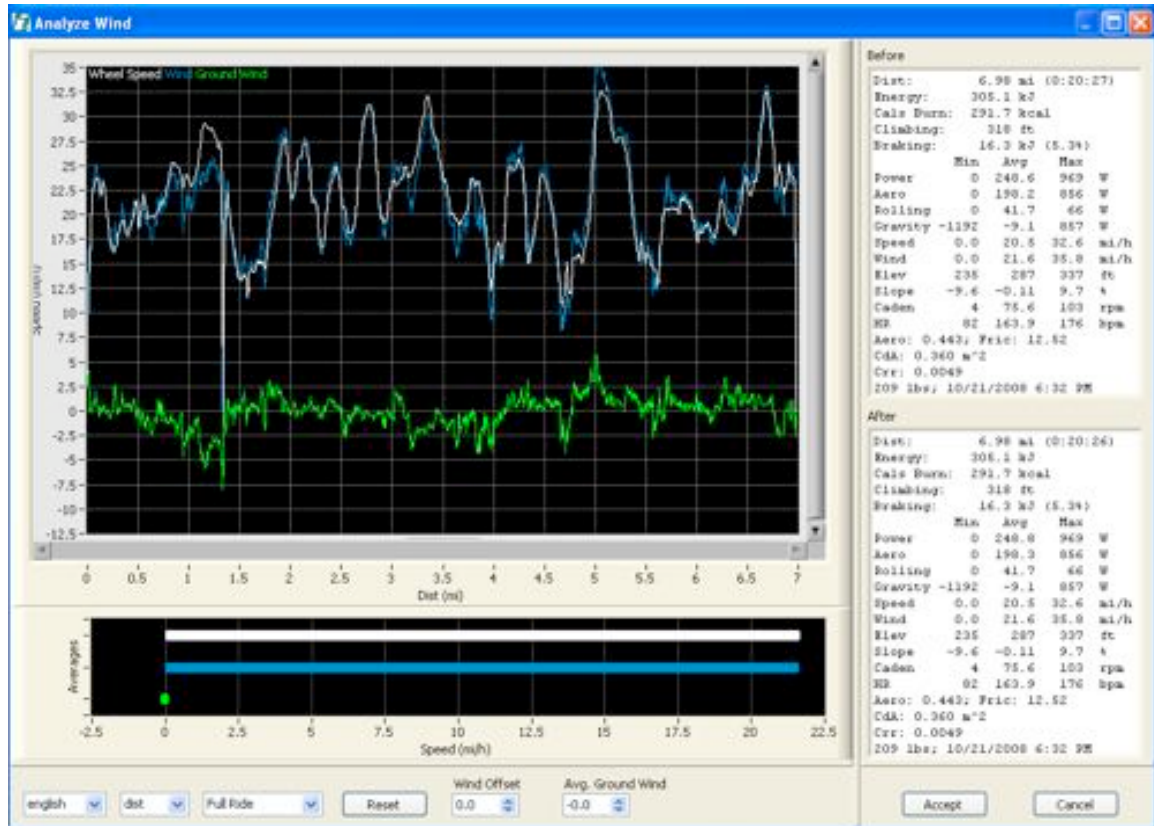 Analyze Wind
Wheel Speed Wind Ground Wind
35
32.5
30
27.5
25
22.5
20
17.5
15
12.5
10
7.5
5
2.5
0
-2.5
-5
-7.5
-10
-12.5
0 0.5 1 1.5 2 2.5 3 3.5 4 4.5 5 5.5 6 6.5 7
Dist (mi)
Averages
-2.5 0 2.5 5 7.5 10 12.5 15 17.5 20 22.5
Speed (mi/h)
Wind Offset Avg. Ground Wind
english dist Full Ride Reset 0.0 -0.0
Before
Dist: 6.98 mi (0:20:27)
Energy: 305.1 kJ
Cals Burn: 291.7 kcal
Climbing: 318 ft
Braking: 16.3 kJ (5.3%)
Min Avg Max
Power 0 248.6 969 W
Aero 0 198.2 856 W
Rolling 0 41.7 66 W
Gravity -1192 -9.1 857 W
Speed 0.0 20.5 32.6 mi/h
Wind 0.0 21.6 35.8 mi/h
Elev 235 287 337 ft
Slope -9.6 -0.11 9.7 %
Caden 4 75.6 103 rpm
HR 82 163.9 176 bpm
Aero: 0.443; Fric: 12.52
CdA: 0.360 m^2
Crr: 0.0049
209 lbs; 10/21/2008 6:32 PM
After
Dist: 6.98 mi (0:20:26)
Energy: 305.1 kJ
Cals Burn: 291.7 kcal
Climbing: 318 ft
Braking: 16.3 kJ (5.3%)
Min Avg Max
Power 0 248.8 969 W
Aero 0 198.3 856 W
Rolling 0 41.7 66 W
Gravity -1192 -9.1 857 W
Speed 0.0 20.5 32.6 mi/h
Wind 0.0 21.6 35.8 mi/h
Elev 235 287 337 ft
Slope -9.6 -0.11 9.7 %
Caden 4 75.6 103 rpm
HR 82 163.9 176 bpm
Aero: 0.443; Fric: 12.52
CdA: 0.360 m^2
Crr: 0.0049
209 lbs; 10/21/2008 6:32 PM
Accept Cancel